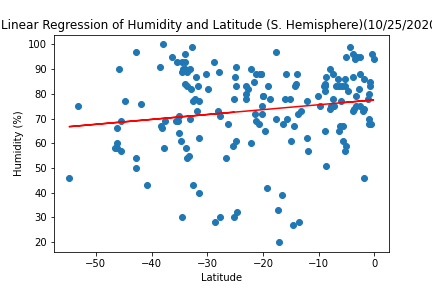 Linear Regression of Humidity and Latitude (S. Hemisphere)(10/25/2020
100
90
80
70
60
50
40
30
20
Humidity (%)
−50 −40 −30 −20 −10 0
Latitude